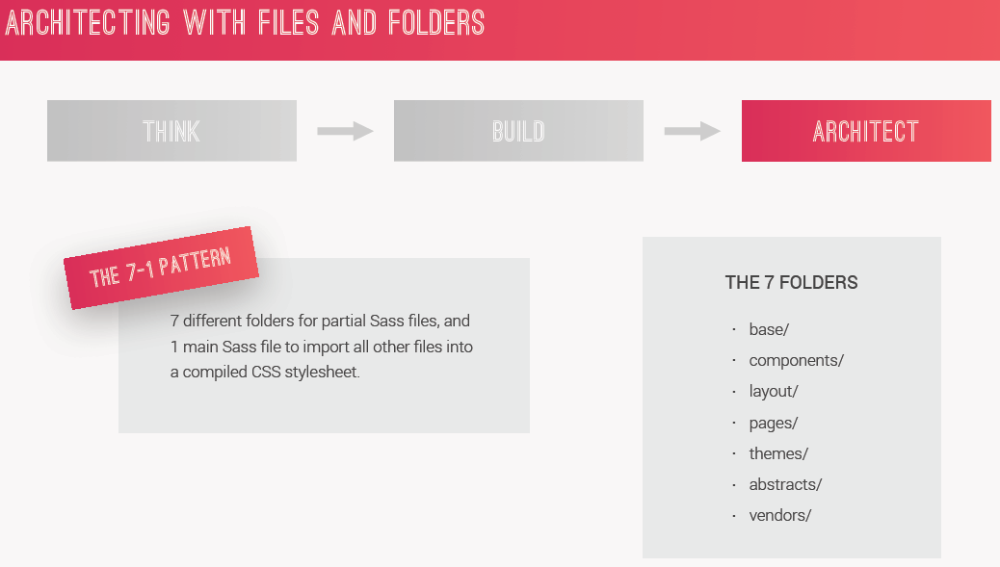 ARCHITECTING WITH FILES AND FOLDERS
THINK
BUILD
ARCHITECT
THE 7-1 PATTERN
7 different folders for partial Sass files, and
1 main Sass file to import all other files into
a compiled CSS stylesheet.
THE 7 FOLDERS
· base/
· components/
· layout/
· pages/
· themes/
· abstracts/
· vendors/